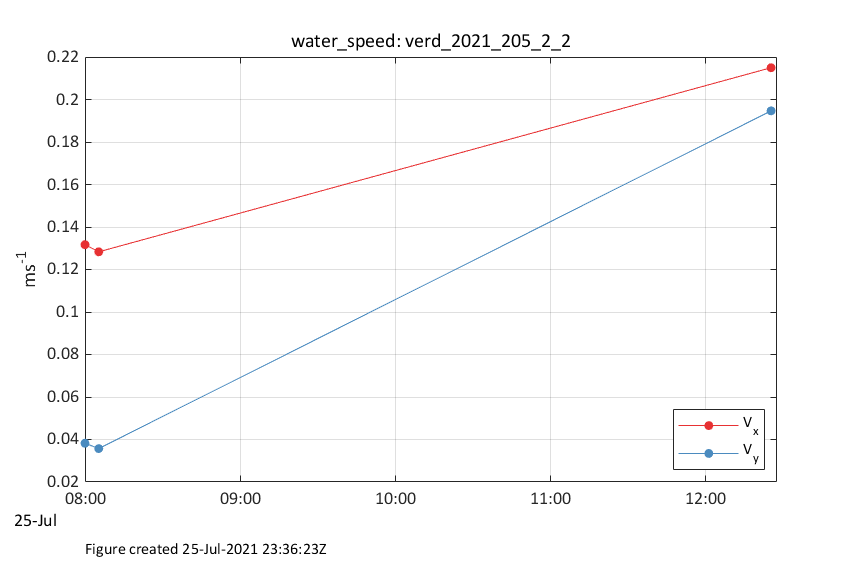 water_speed: verd_2021_205_2_2
0.22
0.2
0.18
0.16
0.14
0.12
0.1
0.08
0.06
0.04
0.02
ms⁻¹
08:00 09:00 10:00 11:00 12:00
25-Jul
Vₓ
V_y
Figure created 25-Jul-2021 23:36:23Z